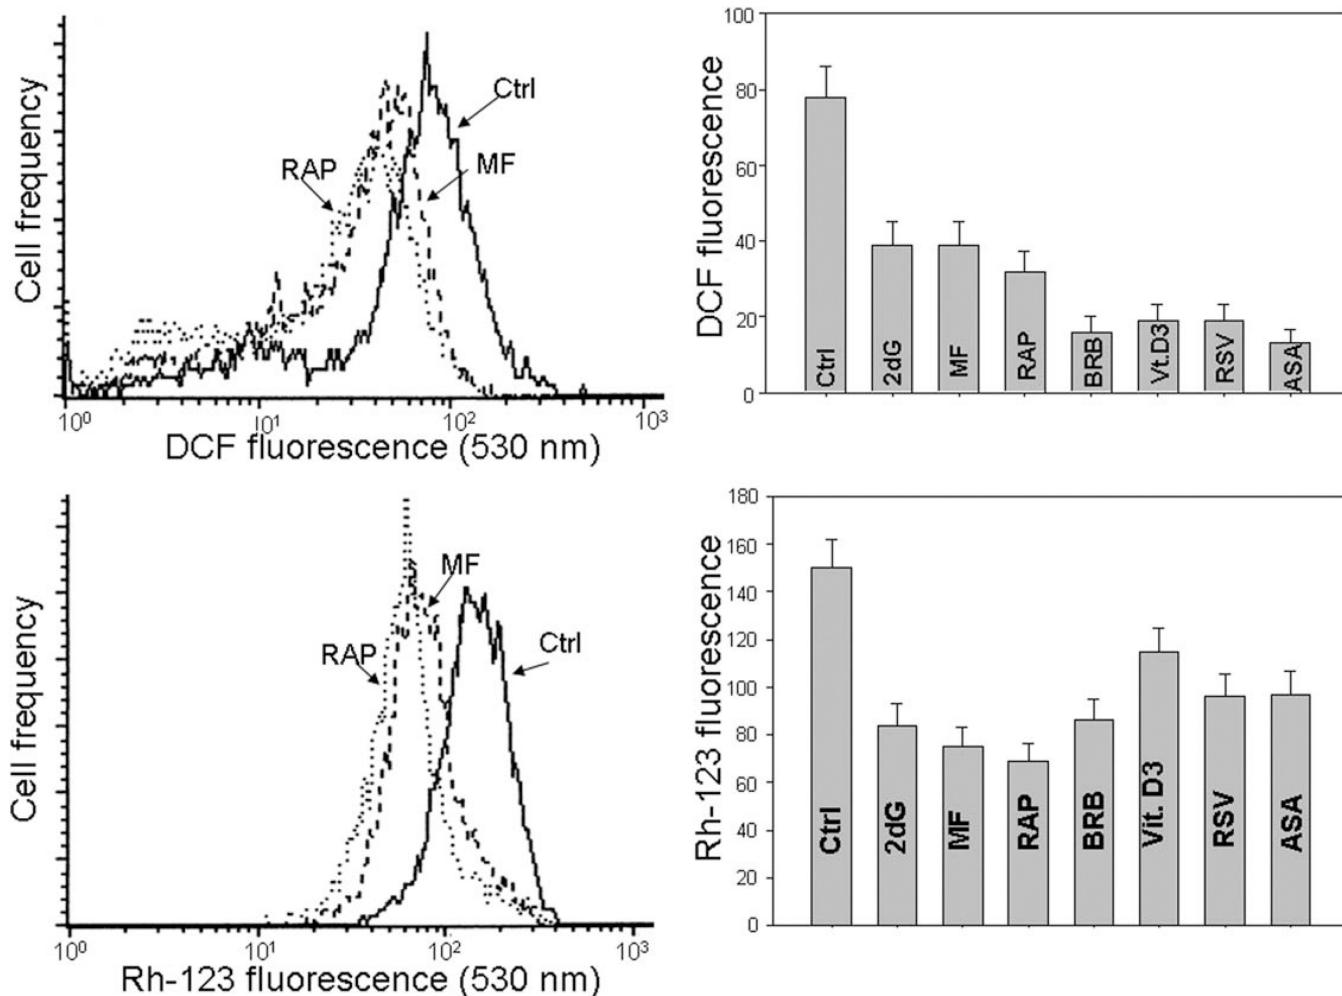 Cell frequency
Ctrl
RAP
MF
10⁰ 10¹ 10² 10³
DCF fluorescence (530 nm)
DCF fluorescence
100
80
60
40
20
0
Ctrl 2dG MF RAP BRB Vt.D3 RSV ASA
Cell frequency
MF
RAP
Ctrl
10⁰ 10¹ 10² 10³
Rh-123 fluorescence (530 nm)
Rh-123 fluorescence
180
160
140
120
100
80
60
40
20
0
Ctrl 2dG MF RAP BRB Vit. D3 RSV ASA